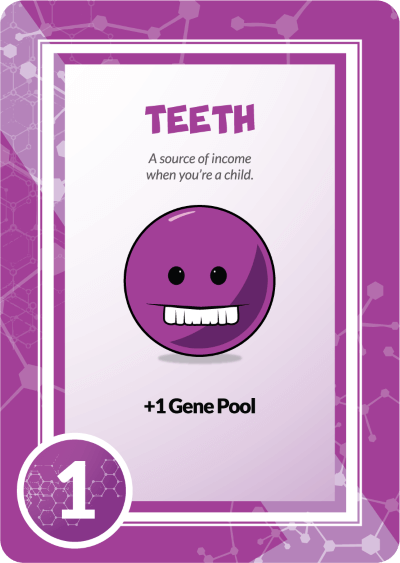 TEETH
A source of income
when you're a child.
+1 Gene Pool
1